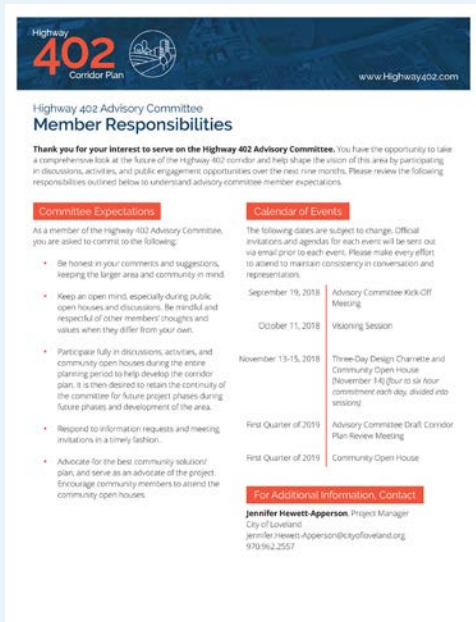 Highway
402
Corridor Plan
www.Highway402.com
Highway 402 Advisory Committee
Member Responsibilities
Thank you for your interest to serve on the Highway 402 Advisory Committee. You have the opportunity to take
a comprehensive look at the future of the Highway 402 corridor and help shape the vision of this area by participating
in discussions, activities, and public engagement opportunities over the next nine months. Please review the following
responsibilities outlined below to understand advisory committee member expectations.
Committee Expectations
As a member of the Highway 402 Advisory Committee,
you are asked to commit to the following:
• Be honest in your comments and suggestions,
keeping the larger area and community in mind.
• Keep an open mind, especially during public
open houses and discussions. Be mindful and
respectful of other members' thoughts and
values when they differ from your own.
• Participate fully in discussions, activities, and
community open houses during the entire
planning period to help develop the corridor
plan. It is then desired to retain the continuity of
the committee for future project phases during
future phases and development of the area.
• Respond to information requests and meeting
invitations in a timely fashion.
• Advocate for the best community solution/
plan, and serve as an advocate of the project.
Encourage community members to attend the
community open houses.
Calendar of Events
The following dates are subject to change. Official
invitations and agendas for each event will be sent out
via email prior to each event. Please make every effort
to attend to maintain consistency in conversation and
representation.
September 19, 2018 Advisory Committee Kick-Off
Meeting
October 11, 2018 Visioning Session
November 13-15, 2018 Three-Day Design Charrette and
Community Open House
(November 14) (four to six hour
commitment each day, divided into
sessions)
First Quarter of 2019 Advisory Committee Draft Corridor
Plan Review Meeting
First Quarter of 2019 Community Open House
For Additional Information, Contact
Jennifer Hewett-Apperson, Project Manager
City of Loveland
Jennifer.Hewett-Apperson@cityofloveland.org
970.962.2557